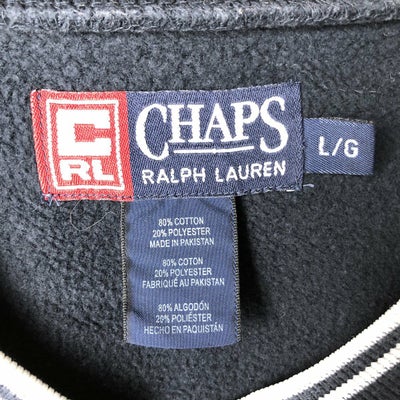 C
RL
CHAPS
RALPH LAUREN
L/G
80% COTTON
20% POLYESTER
MADE IN PAKISTAN
80% COTON
20% POLYESTER
FABRIQUÉ AU PAKISTAN
80% ALGODÓN
20% POLIÉSTER
HECHO EN PAQUISTÁN